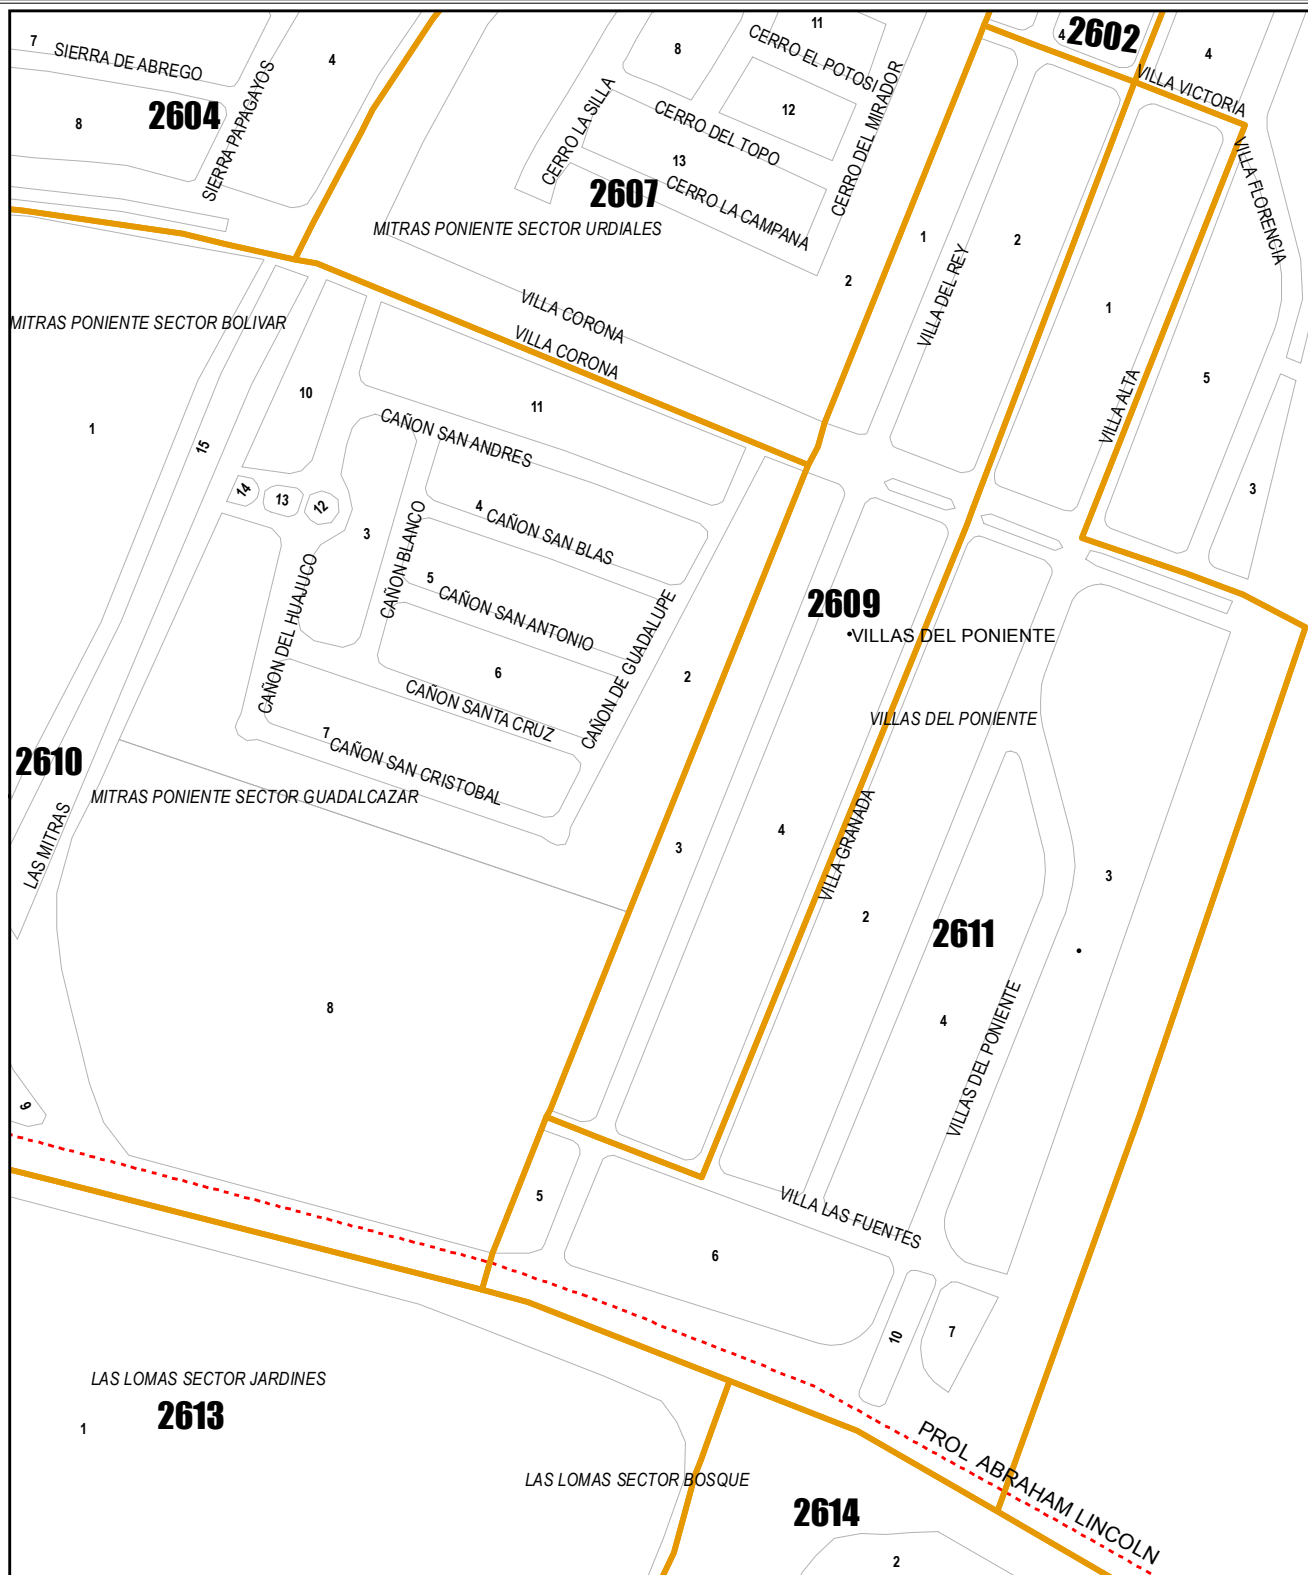 11
4
2602
7
SIERRA DE ABREGO
4
8
CERRO EL POTOSI
4
VILLA VICTORIA
SIERRA PAPAGAYOS
CERRO LA SILLA
CERRO DEL MIRADOR
2604
8
12
CERRO DEL TOPO
13
CERRO LA CAMPANA
2607
VILLA FLORENCIA
MITRAS PONIENTE SECTOR URDIALES
1
2
VILLA DEL REY
2
VILLA CORONA
1
MITRAS PONIENTE SECTOR BOLIVAR
VILLA CORONA
5
VILLA ALTA
10
11
1
15
CAÑON SAN ANDRES
14
13
12
3
4
CAÑON SAN BLAS
3
CAÑON BLANCO
5
CAÑON SAN ANTONIO
2609
CAÑON DEL HUAJUCO
CAÑON DE GUADALUPE
VILLAS DEL PONIENTE
6
2
CAÑON SANTA CRUZ
VILLAS DEL PONIENTE
7
CAÑON SAN CRISTOBAL
2610
MITRAS PONIENTE SECTOR GUADALCAZAR
LAS MITRAS
4
VILLA GRANADA
3
3
2
2611
8
4
VILLAS DEL PONIENTE
9
5
VILLA LAS FUENTES
6
10
7
LAS LOMAS SECTOR JARDINES
2613
1
PROL ABRAHAM LINCOLN
LAS LOMAS SECTOR BOSQUE
2614
2